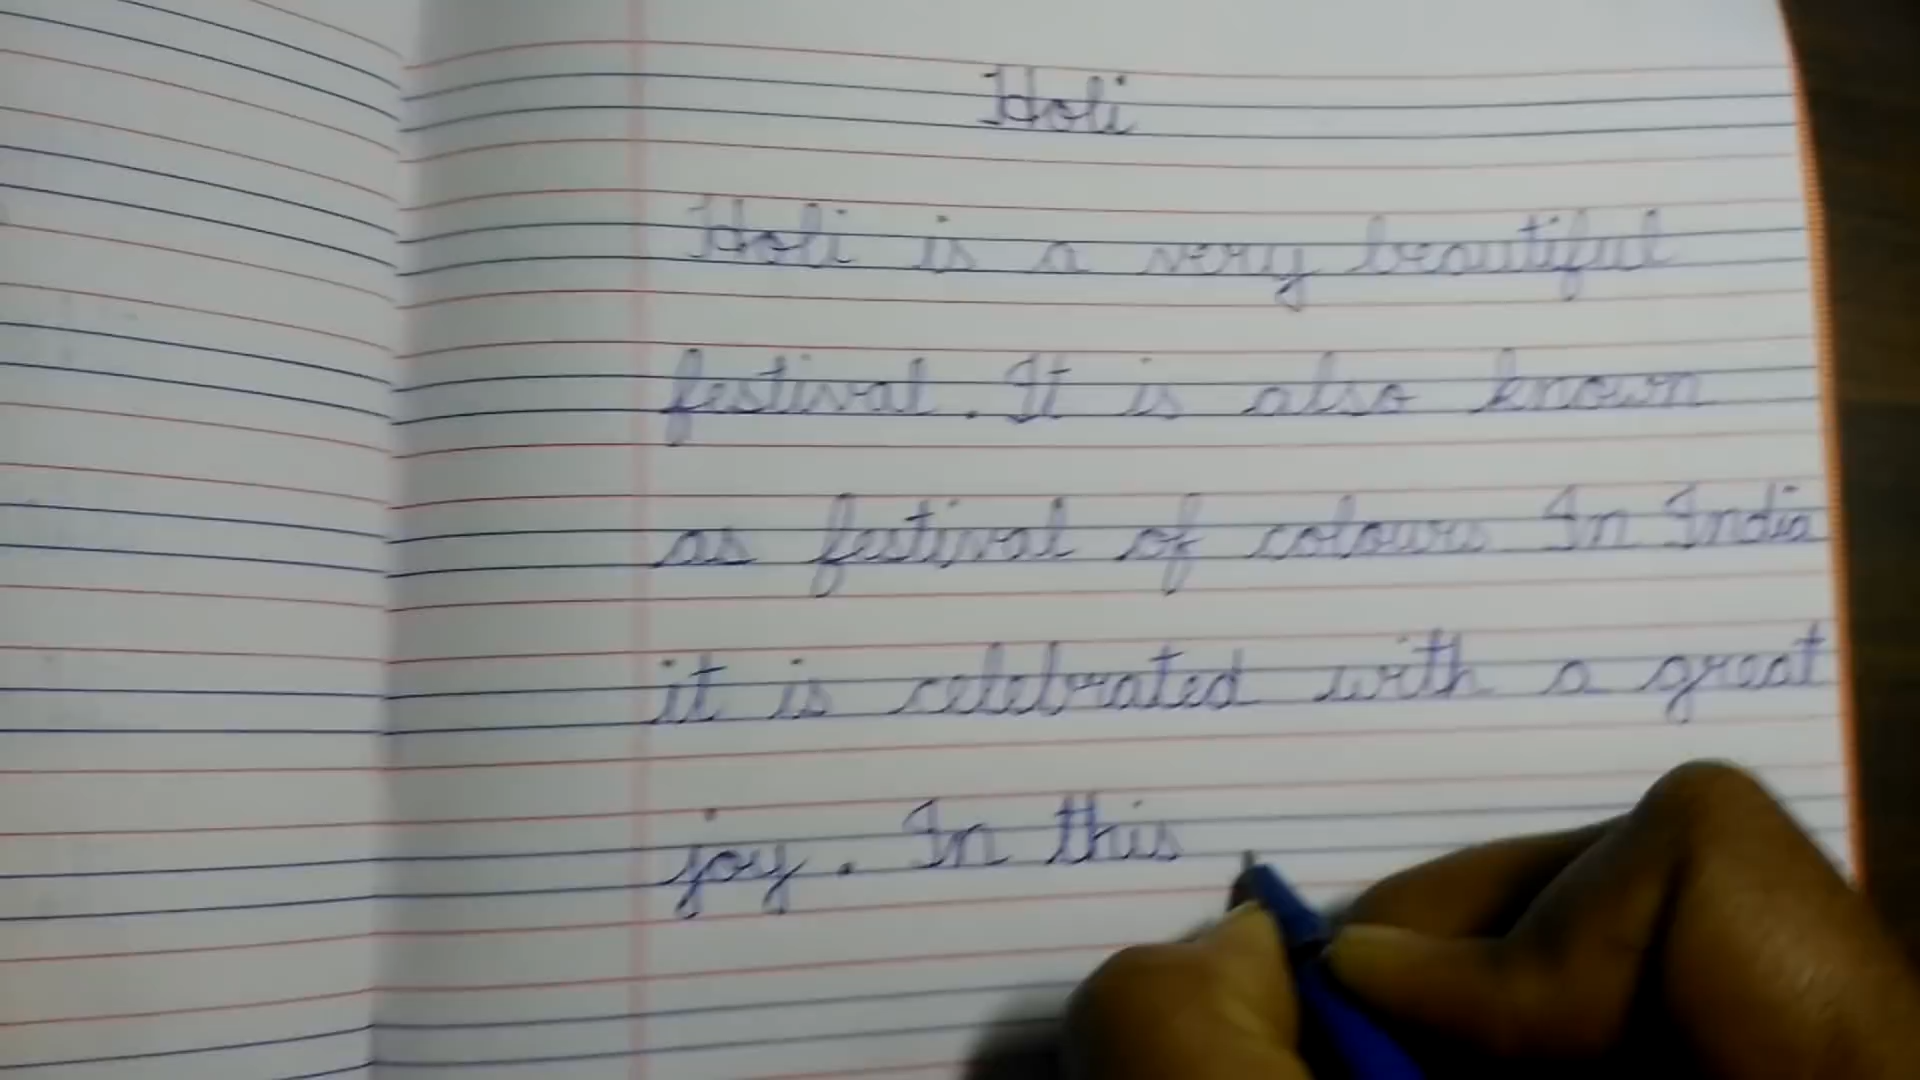 Holi
Holi is a very beautiful
festival. It is also known
as festival of colours In India
it is celebrated with a great
joy. In this